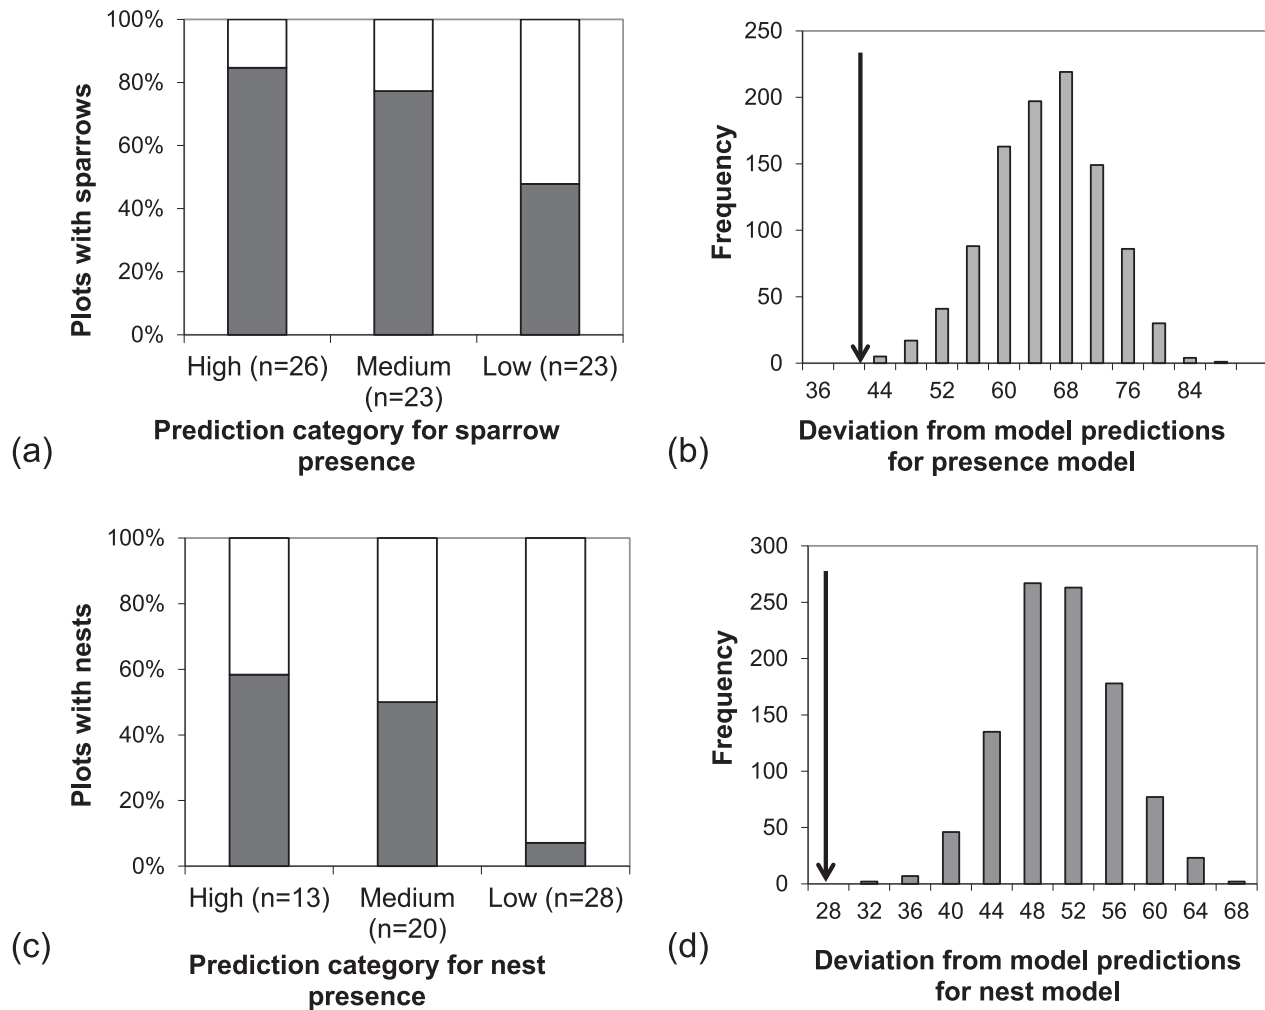 100%
80%
60%
40%
20%
0%
Plots with sparrows
High (n=26)
Medium
(n=23)
Low (n=23)
Prediction category for sparrow
presence
(a)
250
200
150
100
50
0
Frequency
36
44
52
60
68
76
84
Deviation from model predictions
for presence model
(b)
100%
80%
60%
40%
20%
0%
Plots with nests
High (n=13)
Medium
(n=20)
Low (n=28)
Prediction category for nest
presence
(c)
300
250
200
150
100
50
0
Frequency
28
32
36
40
44
48
52
56
60
64
68
Deviation from model predictions
for nest model
(d)